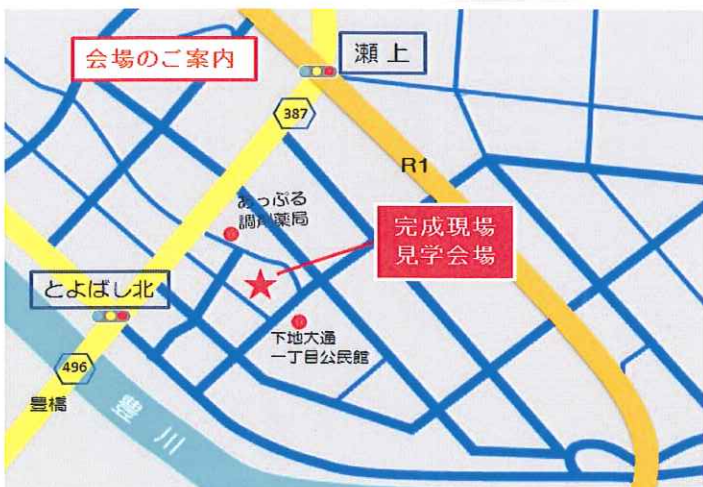 会場のご案内
瀬上
387
R1
あっぷる
調剤薬局
完成現場
見学会場
とよばし北
下地大通
一丁目公民館
496
豊橋
豊川